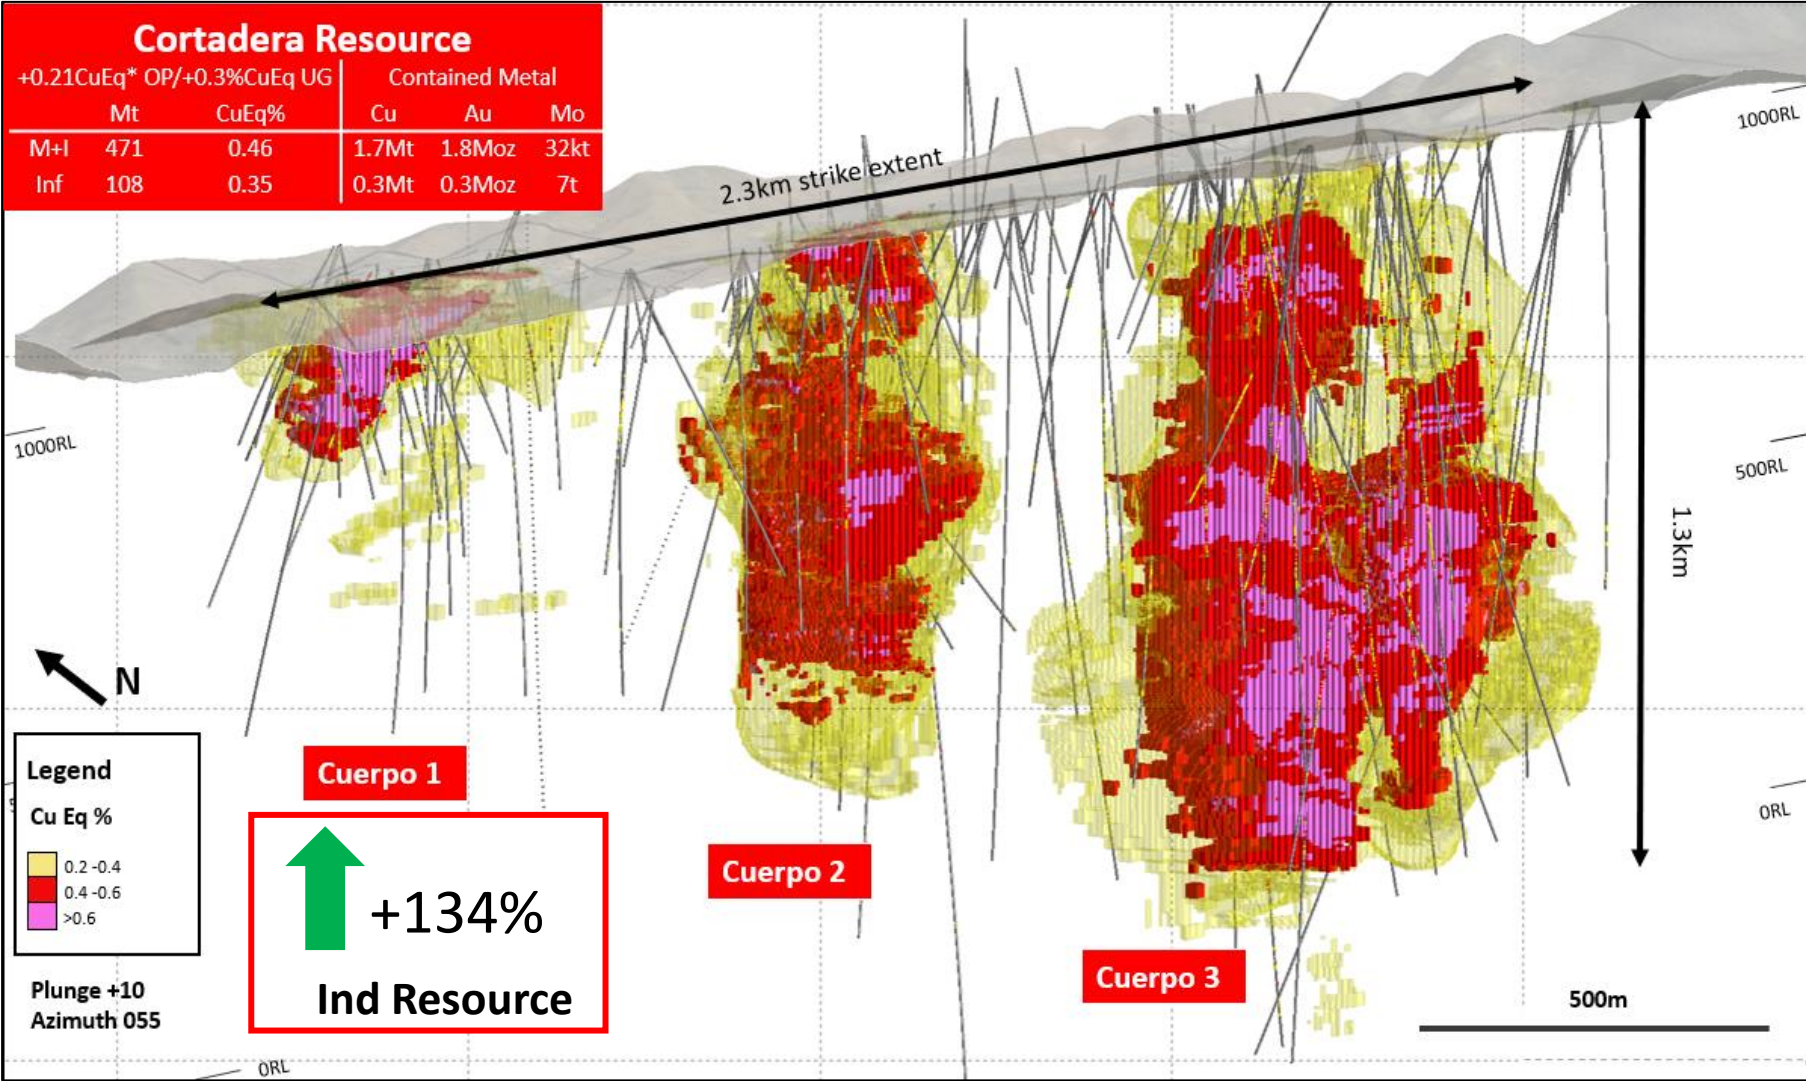 Cortadera Resource
+0.21CuEq* OP/+0.3%CuEq UG Contained Metal
Mt CuEq% Cu Au Mo
M+I 471 0.46 1.7Mt 1.8Moz 32kt
Inf 108 0.35 0.3Mt 0.3Moz 7t
2.3km strike extent
1000RL
1000RL
500RL
1.3km
N
Legend
Cu Eq %
0.2 -0.4
0.4 -0.6
>0.6
Cuerpo 1
+134%
Ind Resource
Cuerpo 2
Cuerpo 3
0RL
Plunge +10
Azimuth 055
500m
0RL